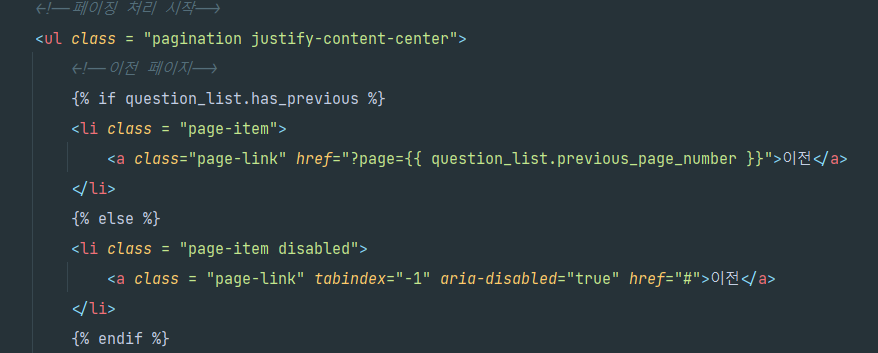 <!--페이징 처리 시작-->
<ul class = "pagination justify-content-center">
<!--이전 페이지-->
{% if question_list.has_previous %}
<li class = "page-item">
<a class="page-link" href="?page={{ question_list.previous_page_number }}">이전</a>
</li>
{% else %}
<li class = "page-item disabled">
<a class = "page-link" tabindex="-1" aria-disabled="true" href="#">이전</a>
</li>
{% endif %}